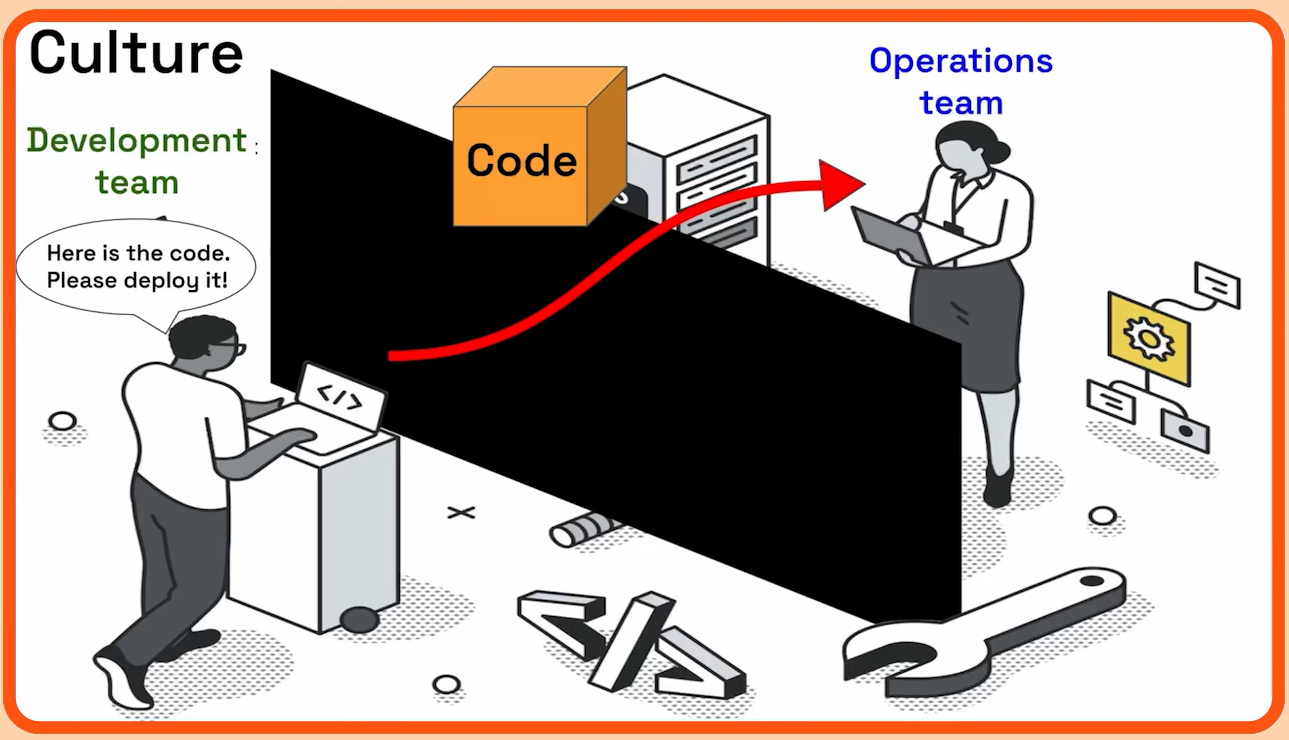 Culture
Development
team
:
Here is the code.
Please deploy it!
</>
Code
Operations
team
</>